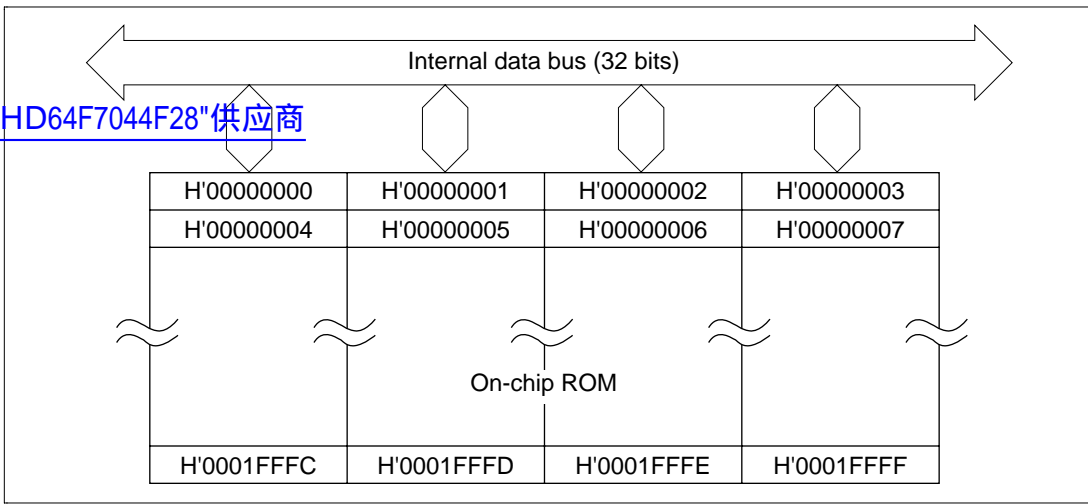 Internal data bus (32 bits)
HD64F7044F28"供应商
H'00000000 H'00000001 H'00000002 H'00000003
H'00000004 H'00000005 H'00000006 H'00000007
On-chip ROM
H'0001FFFC H'0001FFFD H'0001FFFE H'0001FFFF